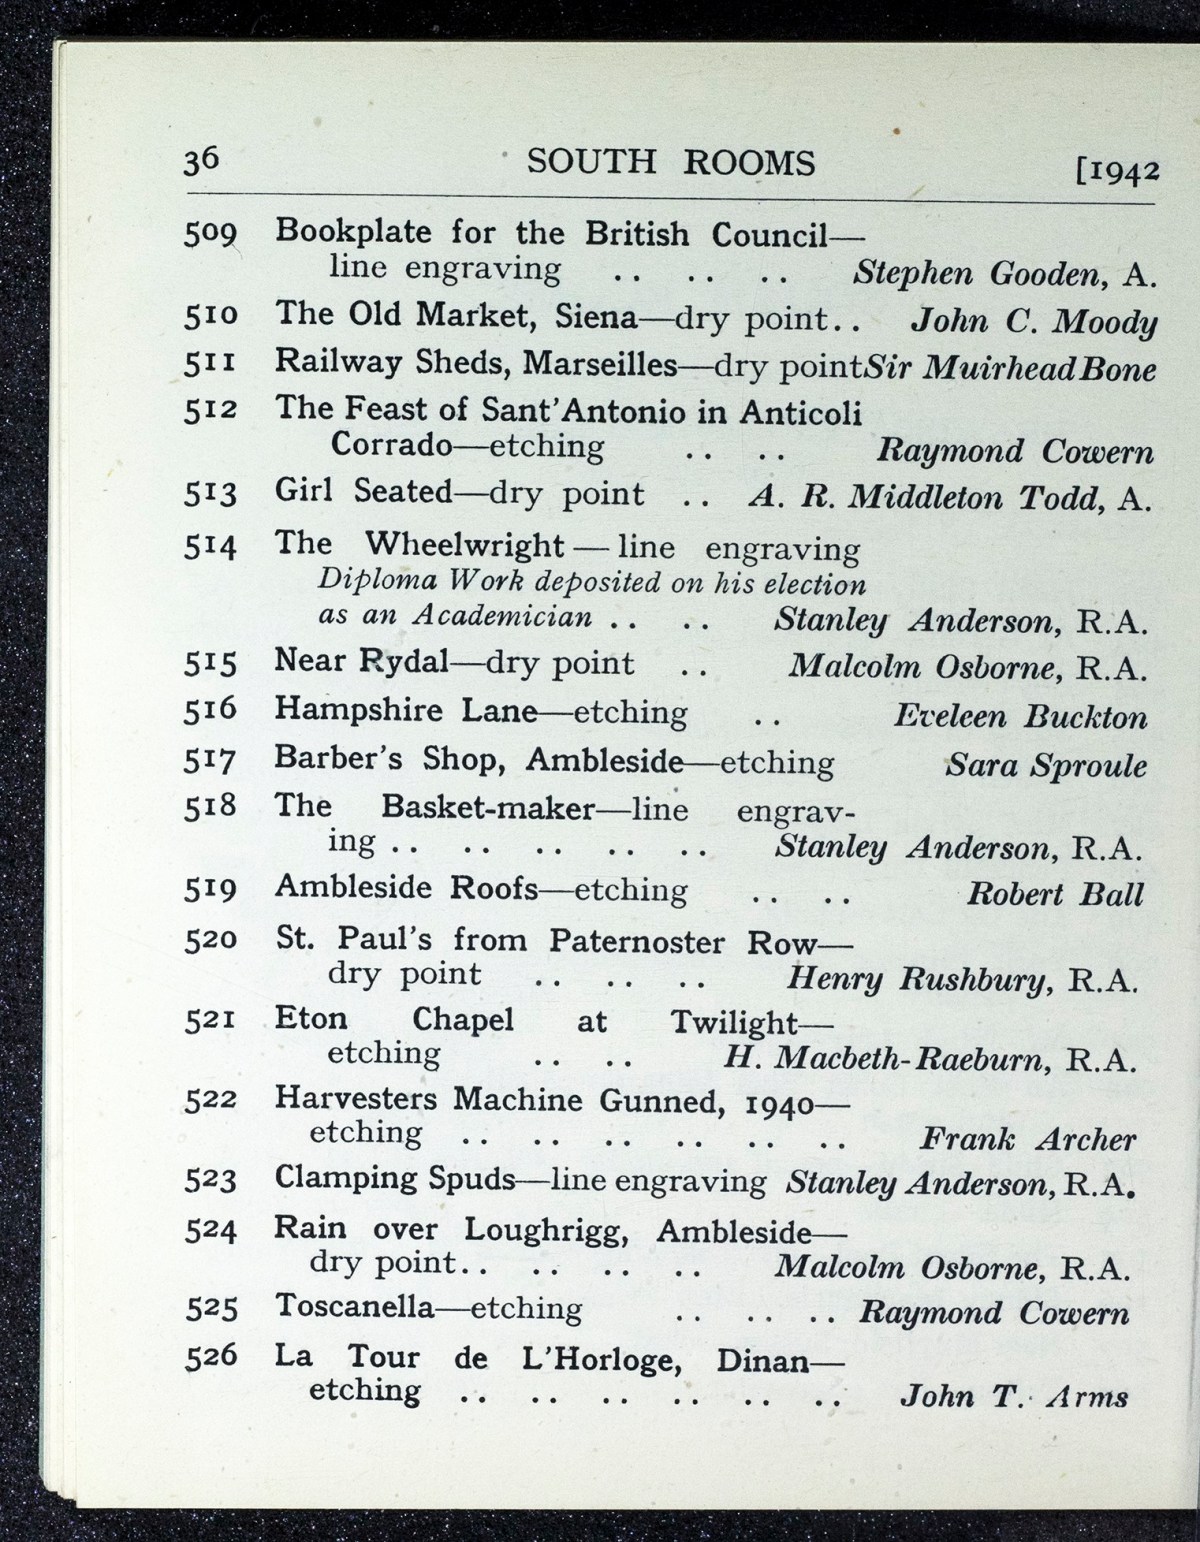 36 SOUTH ROOMS [1942
509 Bookplate for the British Council—
line engraving .. .. .. Stephen Gooden, A.
510 The Old Market, Siena—dry point.. John C. Moody
511 Railway Sheds, Marseilles—dry point Sir Muirhead Bone
512 The Feast of Sant'Antonio in Anticoli
Corrado—etching .. .. Raymond Cowern
513 Girl Seated—dry point .. A. R. Middleton Todd, A.
514 The Wheelwright — line engraving
Diploma Work deposited on his election
as an Academician .. .. Stanley Anderson, R.A.
515 Near Rydal—dry point .. Malcolm Osborne, R.A.
516 Hampshire Lane—etching .. Eveleen Buckton
517 Barber's Shop, Ambleside—etching Sara Sproule
518 The Basket-maker—line engrav-
ing .. .. .. .. .. Stanley Anderson, R.A.
519 Ambleside Roofs—etching .. .. Robert Ball
520 St. Paul's from Paternoster Row—
dry point .. .. .. Henry Rushbury, R.A.
521 Eton Chapel at Twilight—
etching .. .. H. Macbeth-Raeburn, R.A.
522 Harvesters Machine Gunned, 1940—
etching .. .. .. .. .. .. Frank Archer
523 Clamping Spuds—line engraving Stanley Anderson, R.A.
524 Rain over Loughrigg, Ambleside—
dry point.. .. .. .. Malcolm Osborne, R.A.
525 Toscanella—etching .. .. .. Raymond Cowern
526 La Tour de L'Horloge, Dinan—
etching .. .. .. .. .. .. John T. Arms